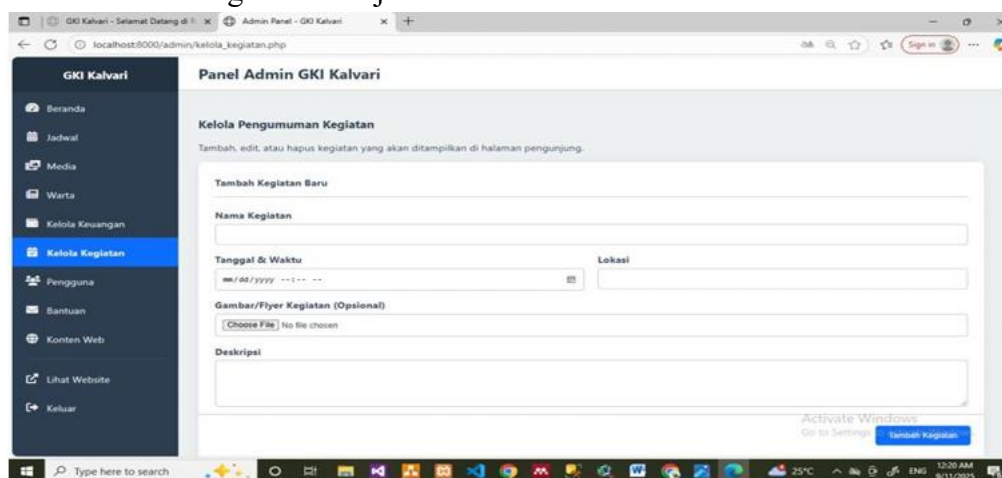 GKI Kalvari - Selamat Datang di
Admin Panel - GKI Kalvari
localhost:8000/admin/kelola_kegiatan.php
Sign in
GKI Kalvari
Panel Admin GKI Kalvari
Beranda
Jadwal
Media
Warta
Kelola Keuangan
Kelola Kegiatan
Pengguna
Bantuan
Konten Web
Lihat Website
Keluar
Kelola Pengumuman Kegiatan
Tambah, edit, atau hapus kegiatan yang akan ditampilkan di halaman pengunjung.
Tambah Kegiatan Baru
Nama Kegiatan
Tanggal & Waktu
Lokasi
mm/dd/yyyy --:-- --
Gambar/Flyer Kegiatan (Opsional)
Choose File No file chosen
Deskripsi
Activate Windows
Go to Settings
Tambah Kegiatan
Type here to search
25°C
ENG
12:20 AM
9/11/2025